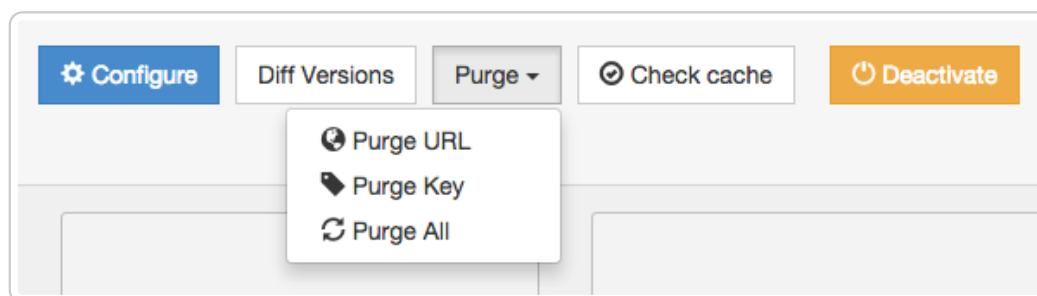 Configure
Diff Versions
Purge
Check cache
Deactivate
Purge URL
Purge Key
Purge All